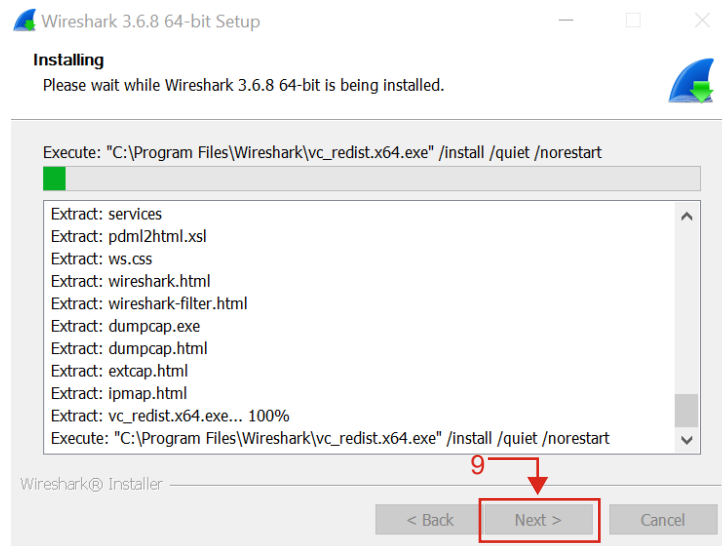 Wireshark 3.6.8 64-bit Setup
Installing
Please wait while Wireshark 3.6.8 64-bit is being installed.
Execute: "C:\Program Files\Wireshark\vc_redist.x64.exe" /install /quiet /norestart
Extract: services
Extract: pdml2html.xsl
Extract: ws.css
Extract: wireshark.html
Extract: wireshark-filter.html
Extract: dumpcap.exe
Extract: dumpcap.html
Extract: extcap.html
Extract: ipmap.html
Extract: vc_redist.x64.exe... 100%
Execute: "C:\Program Files\Wireshark\vc_redist.x64.exe" /install /quiet /norestart
9
Wireshark® Installer
< Back Next > Cancel